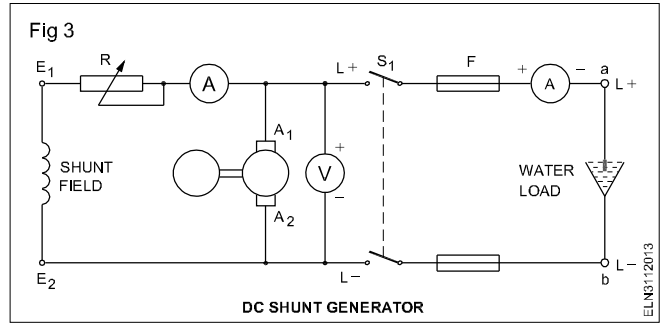 Fig 3
E1 R A L+ S1 F + A − a L+
A1
SHUNT FIELD
+ V −
WATER LOAD
A2
E2 L− b L−
DC SHUNT GENERATOR
ELN3112013